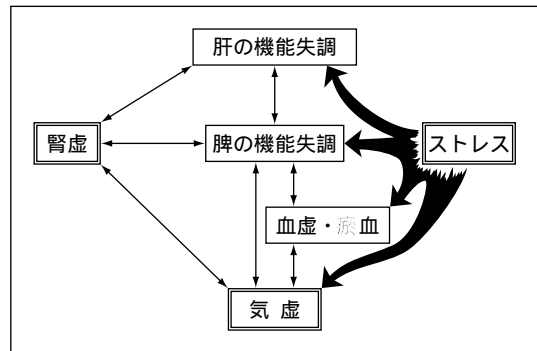 肝の機能失調
腎虚
脾の機能失調
ストレス
血虚・瘀血
気虚